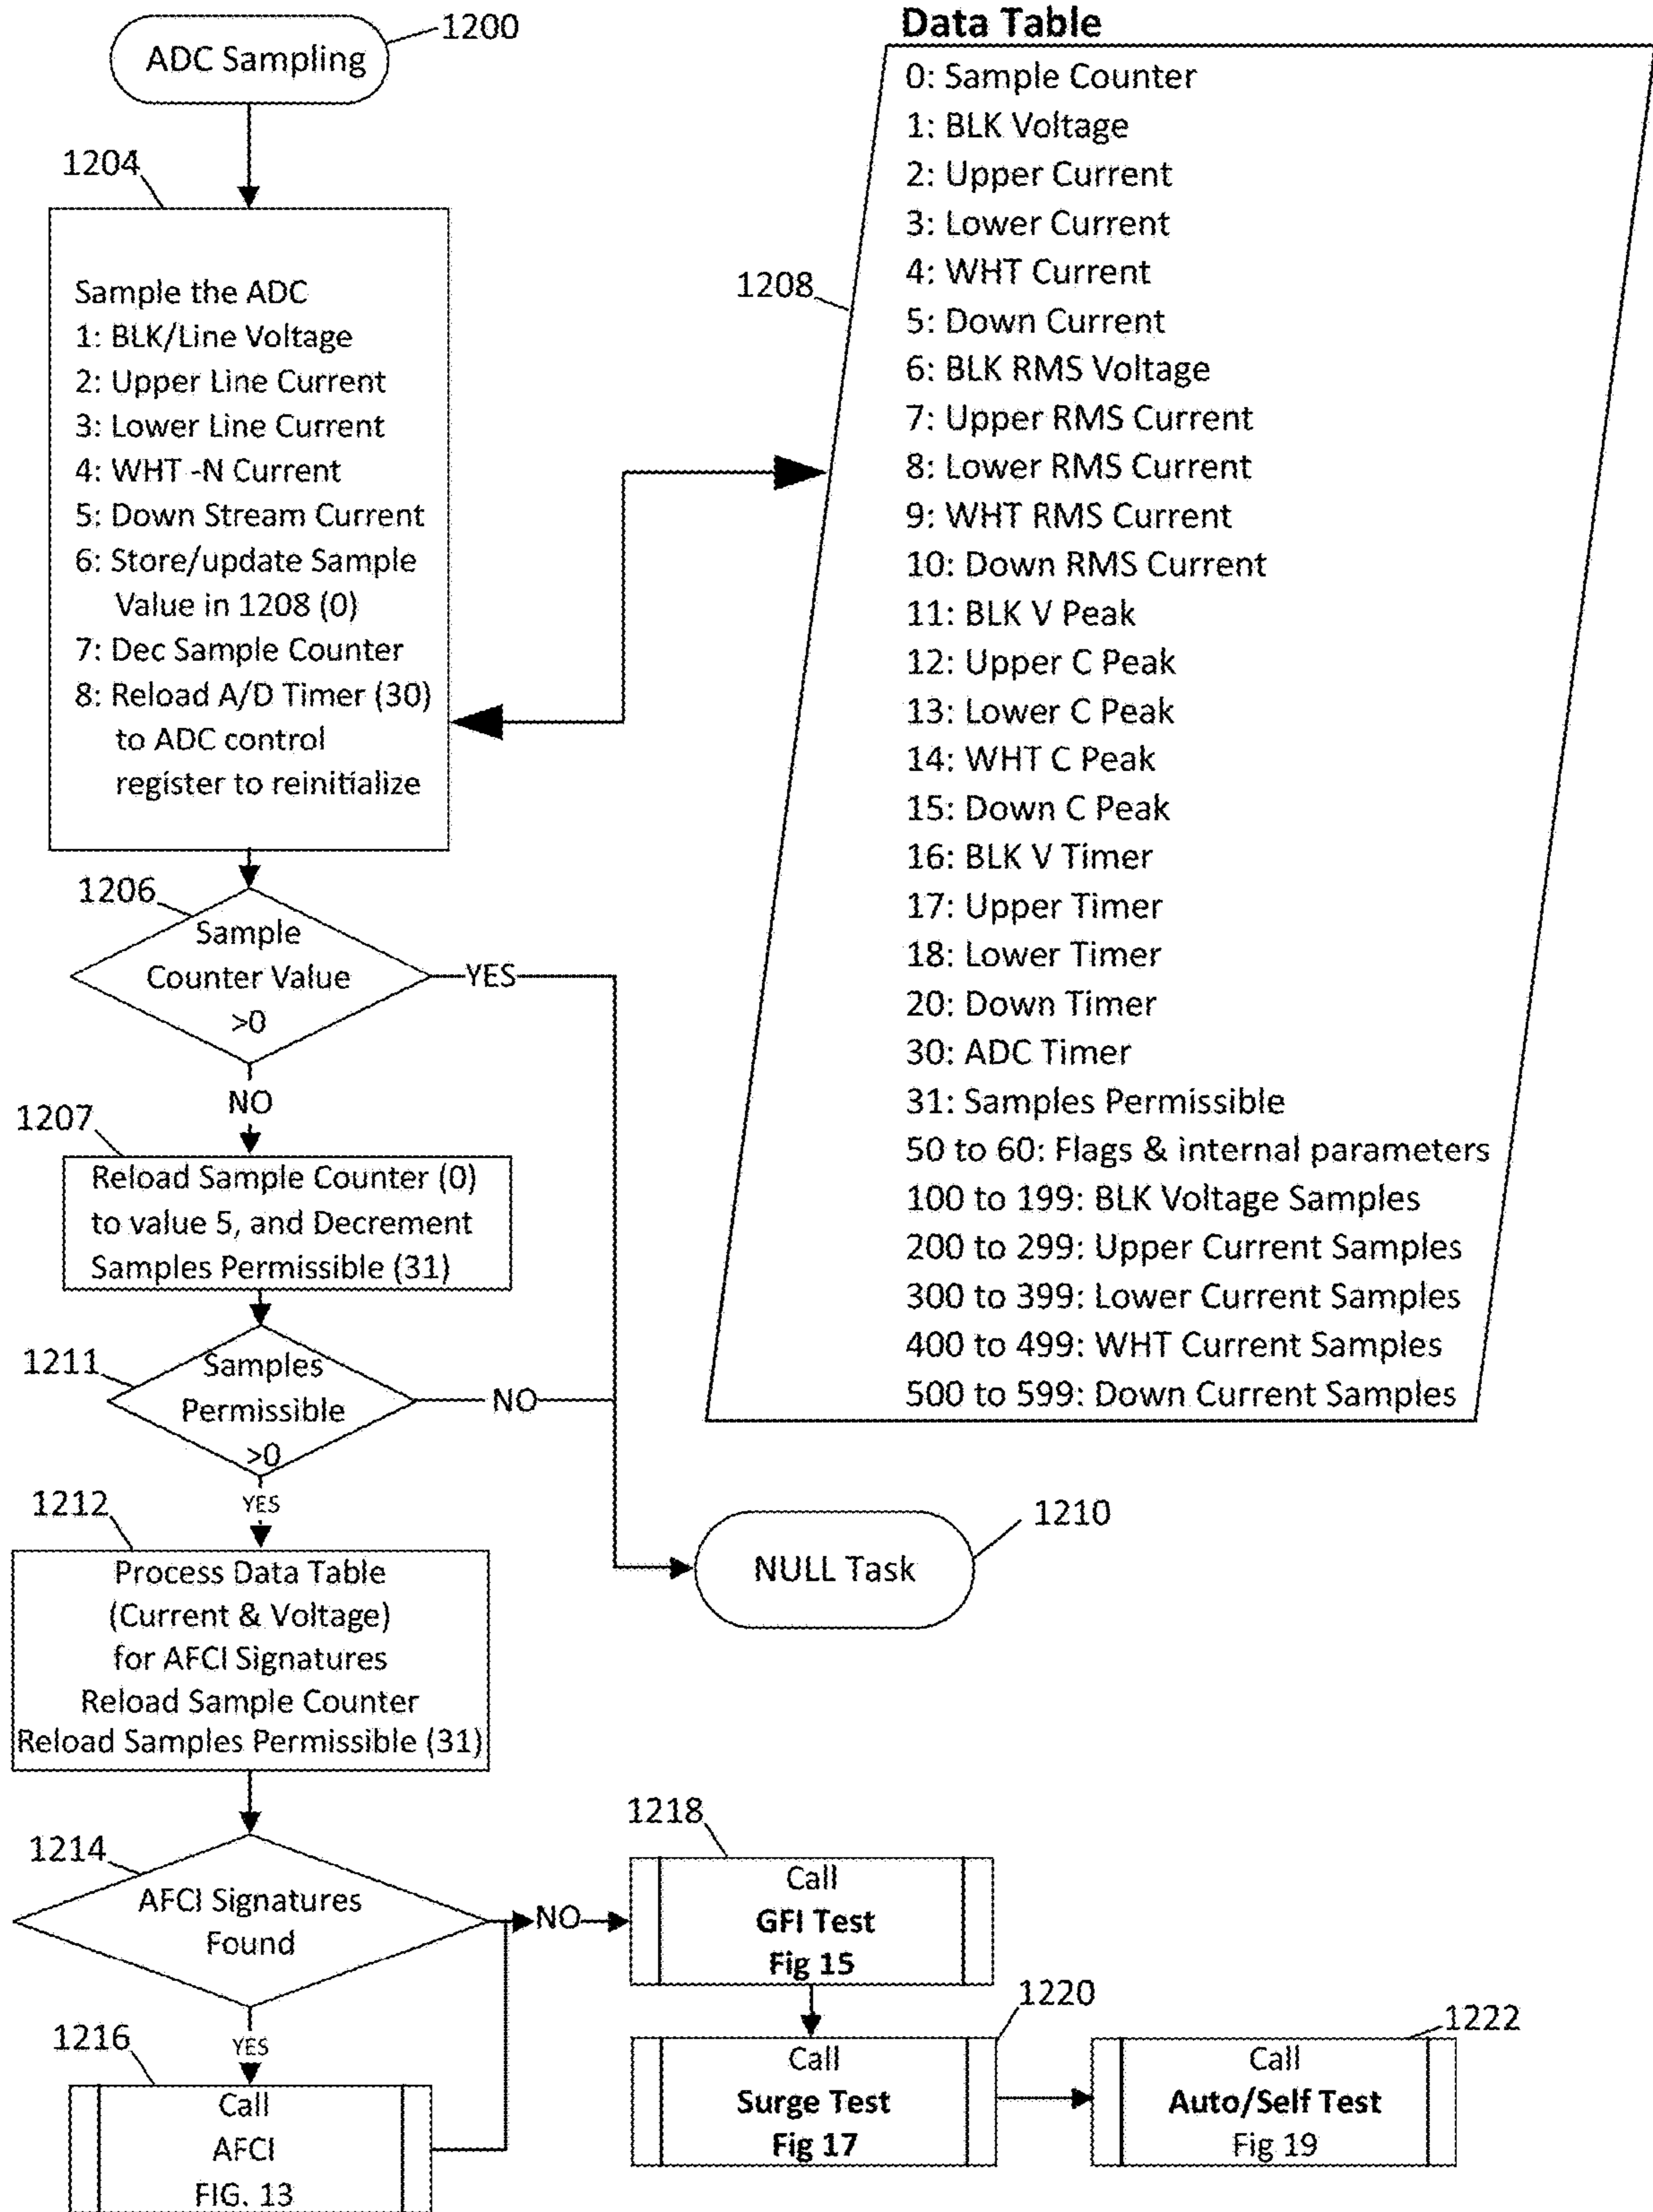 1200
ADC Sampling
1204
Sample the ADC
1: BLK/Line Voltage
2: Upper Line Current
3: Lower Line Current
4: WHT -N Current
5: Down Stream Current
6: Store/update Sample
Value in 1208 (0)
7: Dec Sample Counter
8: Reload A/D Timer (30)
to ADC control
register to reinitialize
Data Table
1208
0: Sample Counter
1: BLK Voltage
2: Upper Current
3: Lower Current
4: WHT Current
5: Down Current
6: BLK RMS Voltage
7: Upper RMS Current
8: Lower RMS Current
9: WHT RMS Current
10: Down RMS Current
11: BLK V Peak
12: Upper C Peak
13: Lower C Peak
14: WHT C Peak
15: Down C Peak
16: BLK V Timer
17: Upper Timer
18: Lower Timer
20: Down Timer
30: ADC Timer
31: Samples Permissible
50 to 60: Flags & internal parameters
100 to 199: BLK Voltage Samples
200 to 299: Upper Current Samples
300 to 399: Lower Current Samples
400 to 499: WHT Current Samples
500 to 599: Down Current Samples
1206
Sample
Counter Value
>0
YES
NO
1207
Reload Sample Counter (0)
to value 5, and Decrement
Samples Permissible (31)
1211
Samples
Permissible
>0
NO
YES
1210
NULL Task
1212
Process Data Table
(Current & Voltage)
for AFCI Signatures
Reload Sample Counter
Reload Samples Permissible (31)
1214
AFCI Signatures
Found
NO
YES
1216
Call
AFCI
FIG. 13
1218
Call
GFI Test
Fig 15
1220
Call
Surge Test
Fig 17
1222
Call
Auto/Self Test
Fig 19